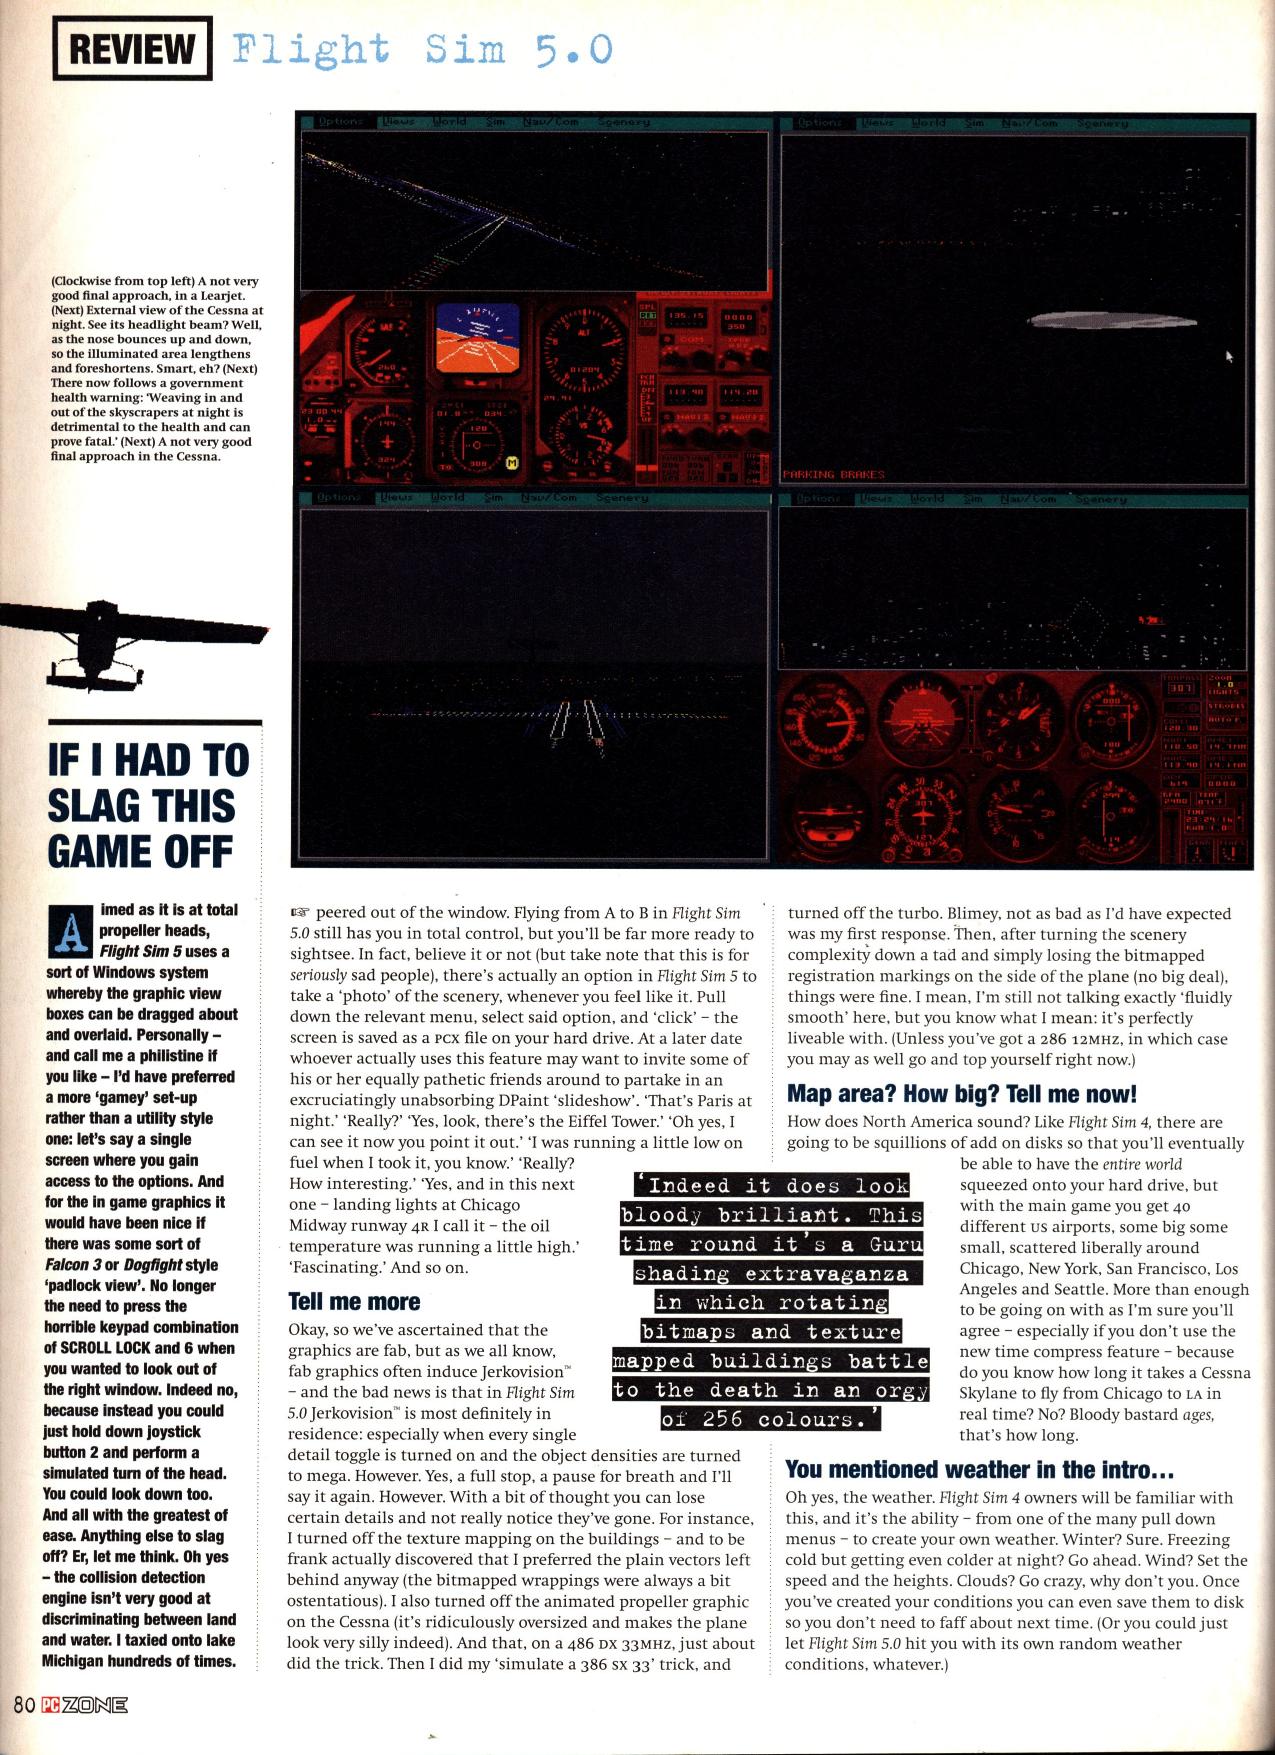 REVIEW Flight Sim 5.0
Options Views World Sim Nav/Com Scenery
Options Views World Sim Nav/Com Scenery
PARKING BRAKES
Options Views World Sim Nav/Com Scenery
Options Views World Sim Nav/Com Scenery
(Clockwise from top left) A not very
good final approach, in a Learjet.
(Next) External view of the Cessna at
night. See its headlight beam? Well,
as the nose bounces up and down,
so the illuminated area lengthens
and foreshortens. Smart, eh? (Next)
There now follows a government
health warning: 'Weaving in and
out of the skyscrapers at night is
detrimental to the health and can
prove fatal.' (Next) A not very good
final approach in the Cessna.
IF I HAD TO
SLAG THIS
GAME OFF
Aimed as it is at total
propeller heads,
Flight Sim 5 uses a
sort of Windows system
whereby the graphic view
boxes can be dragged about
and overlaid. Personally –
and call me a philistine if
you like – I'd have preferred
a more 'gamey' set-up
rather than a utility style
one: let's say a single
screen where you gain
access to the options. And
for the in game graphics it
would have been nice if
there was some sort of
Falcon 3 or Dogfight style
'padlock view'. No longer
the need to press the
horrible keypad combination
of SCROLL LOCK and 6 when
you wanted to look out of
the right window. Indeed no,
because instead you could
just hold down joystick
button 2 and perform a
simulated turn of the head.
You could look down too.
And all with the greatest of
ease. Anything else to slag
off? Er, let me think. Oh yes
– the collision detection
engine isn't very good at
discriminating between land
and water. I taxied onto lake
Michigan hundreds of times.
☞ peered out of the window. Flying from A to B in Flight Sim
5.0 still has you in total control, but you'll be far more ready to
sightsee. In fact, believe it or not (but take note that this is for
seriously sad people), there's actually an option in Flight Sim 5 to
take a 'photo' of the scenery, whenever you feel like it. Pull
down the relevant menu, select said option, and 'click' – the
screen is saved as a PCX file on your hard drive. At a later date
whoever actually uses this feature may want to invite some of
his or her equally pathetic friends around to partake in an
excruciatingly unabsorbing DPaint 'slideshow'. 'That's Paris at
night.' 'Really?' 'Yes, look, there's the Eiffel Tower.' 'Oh yes, I
can see it now you point it out.' 'I was running a little low on
fuel when I took it, you know.' 'Really?
How interesting.' 'Yes, and in this next
one – landing lights at Chicago
Midway runway 4R I call it – the oil
temperature was running a little high.'
'Fascinating.' And so on.
Tell me more
Okay, so we've ascertained that the
graphics are fab, but as we all know,
fab graphics often induce Jerkovision™
– and the bad news is that in Flight Sim
5.0 Jerkovision™ is most definitely in
residence: especially when every single
detail toggle is turned on and the object densities are turned
to mega. However. Yes, a full stop, a pause for breath and I'll
say it again. However. With a bit of thought you can lose
certain details and not really notice they've gone. For instance,
I turned off the texture mapping on the buildings – and to be
frank actually discovered that I preferred the plain vectors left
behind anyway (the bitmapped wrappings were always a bit
ostentatious). I also turned off the animated propeller graphic
on the Cessna (it's ridiculously oversized and makes the plane
look very silly indeed). And that, on a 486 DX 33MHZ, just about
did the trick. Then I did my 'simulate a 386 SX 33' trick, and
'Indeed it does look
bloody brilliant. This
time round it's a Guru
shading extravaganza
in which rotating
bitmaps and texture
mapped buildings battle
to the death in an orgy
of 256 colours.'
turned off the turbo. Blimey, not as bad as I'd have expected
was my first response. Then, after turning the scenery
complexity down a tad and simply losing the bitmapped
registration markings on the side of the plane (no big deal),
things were fine. I mean, I'm still not talking exactly 'fluidly
smooth' here, but you know what I mean: it's perfectly
liveable with. (Unless you've got a 286 12MHZ, in which case
you may as well go and top yourself right now.)
Map area? How big? Tell me now!
How does North America sound? Like Flight Sim 4, there are
going to be squillions of add on disks so that you'll eventually
be able to have the entire world
squeezed onto your hard drive, but
with the main game you get 40
different US airports, some big some
small, scattered liberally around
Chicago, New York, San Francisco, Los
Angeles and Seattle. More than enough
to be going on with as I'm sure you'll
agree – especially if you don't use the
new time compress feature – because
do you know how long it takes a Cessna
Skylane to fly from Chicago to LA in
real time? No? Bloody bastard ages,
that's how long.
You mentioned weather in the intro...
Oh yes, the weather. Flight Sim 4 owners will be familiar with
this, and it's the ability – from one of the many pull down
menus – to create your own weather. Winter? Sure. Freezing
cold but getting even colder at night? Go ahead. Wind? Set the
speed and the heights. Clouds? Go crazy, why don't you. Once
you've created your conditions you can even save them to disk
so you don't need to faff about next time. (Or you could just
let Flight Sim 5.0 hit you with its own random weather
conditions, whatever.)
80 PC ZONE